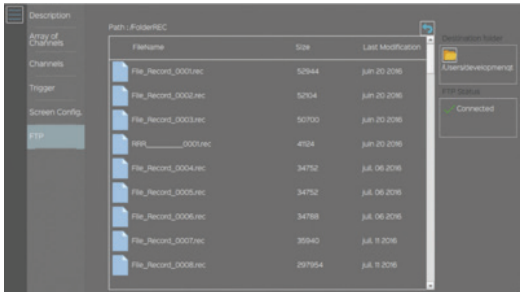 Description
Array of
Channels
Channels
Trigger
Screen Config.
FTP
Path : /FolderREC
FileName Size Last Modification
File_Record_0001.rec 52944 juin 20 2016
File_Record_0002.rec 52104 juin 20 2016
File_Record_0003.rec 50700 juin 20 2016
RRR________0001.rec 41124 juin 20 2016
File_Record_0004.rec 34752 juil. 06 2016
File_Record_0005.rec 34752 juil. 06 2016
File_Record_0006.rec 34788 juil. 06 2016
File_Record_0007.rec 35940 juil. 11 2016
File_Record_0008.rec 297954 juil. 11 2016
Destination folder
/Users/developmenqt
FTP Status
Connected